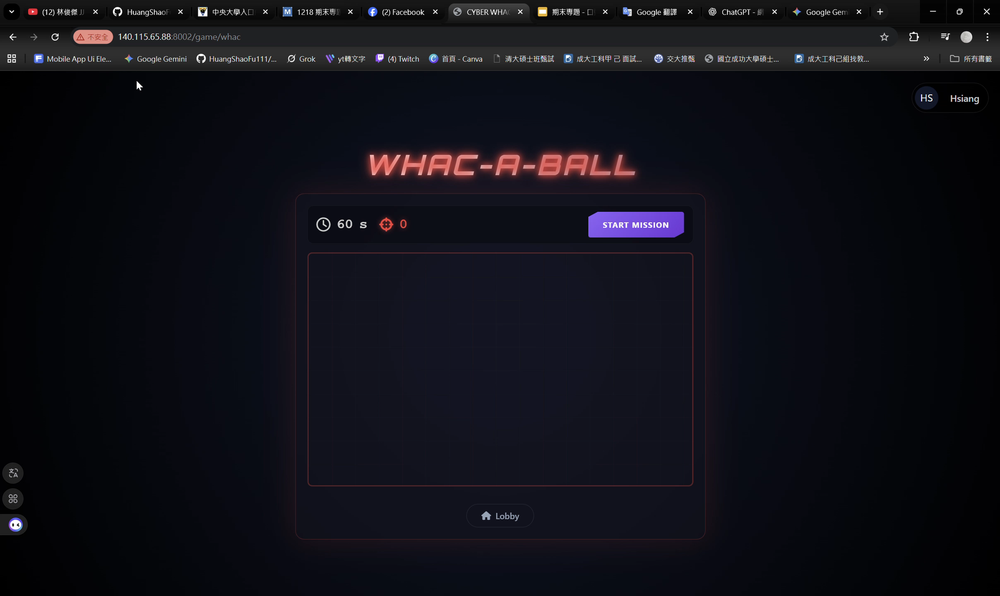 (12) 林俊傑 JJ
HuangShaoF
中央大學入口
1218 期末專題
(2) Facebook
CYBER WHAC
期末專題 - 口
Google 翻譯
ChatGPT - 網
Google Gemi
不安全
140.115.65.88:8002/game/whac
Mobile App Ui Ele...
Google Gemini
HuangShaoFu111/...
Grok
yt轉文字
(4) Twitch
首頁 - Canva
清大碩士班甄試
成大工科甲 己 面試...
交大推甄
國立成功大學碩士...
成大工科己組找教...
所有書籤
HS
Hsiang
WHAC-A-BALL
60 s
0
START MISSION
Lobby